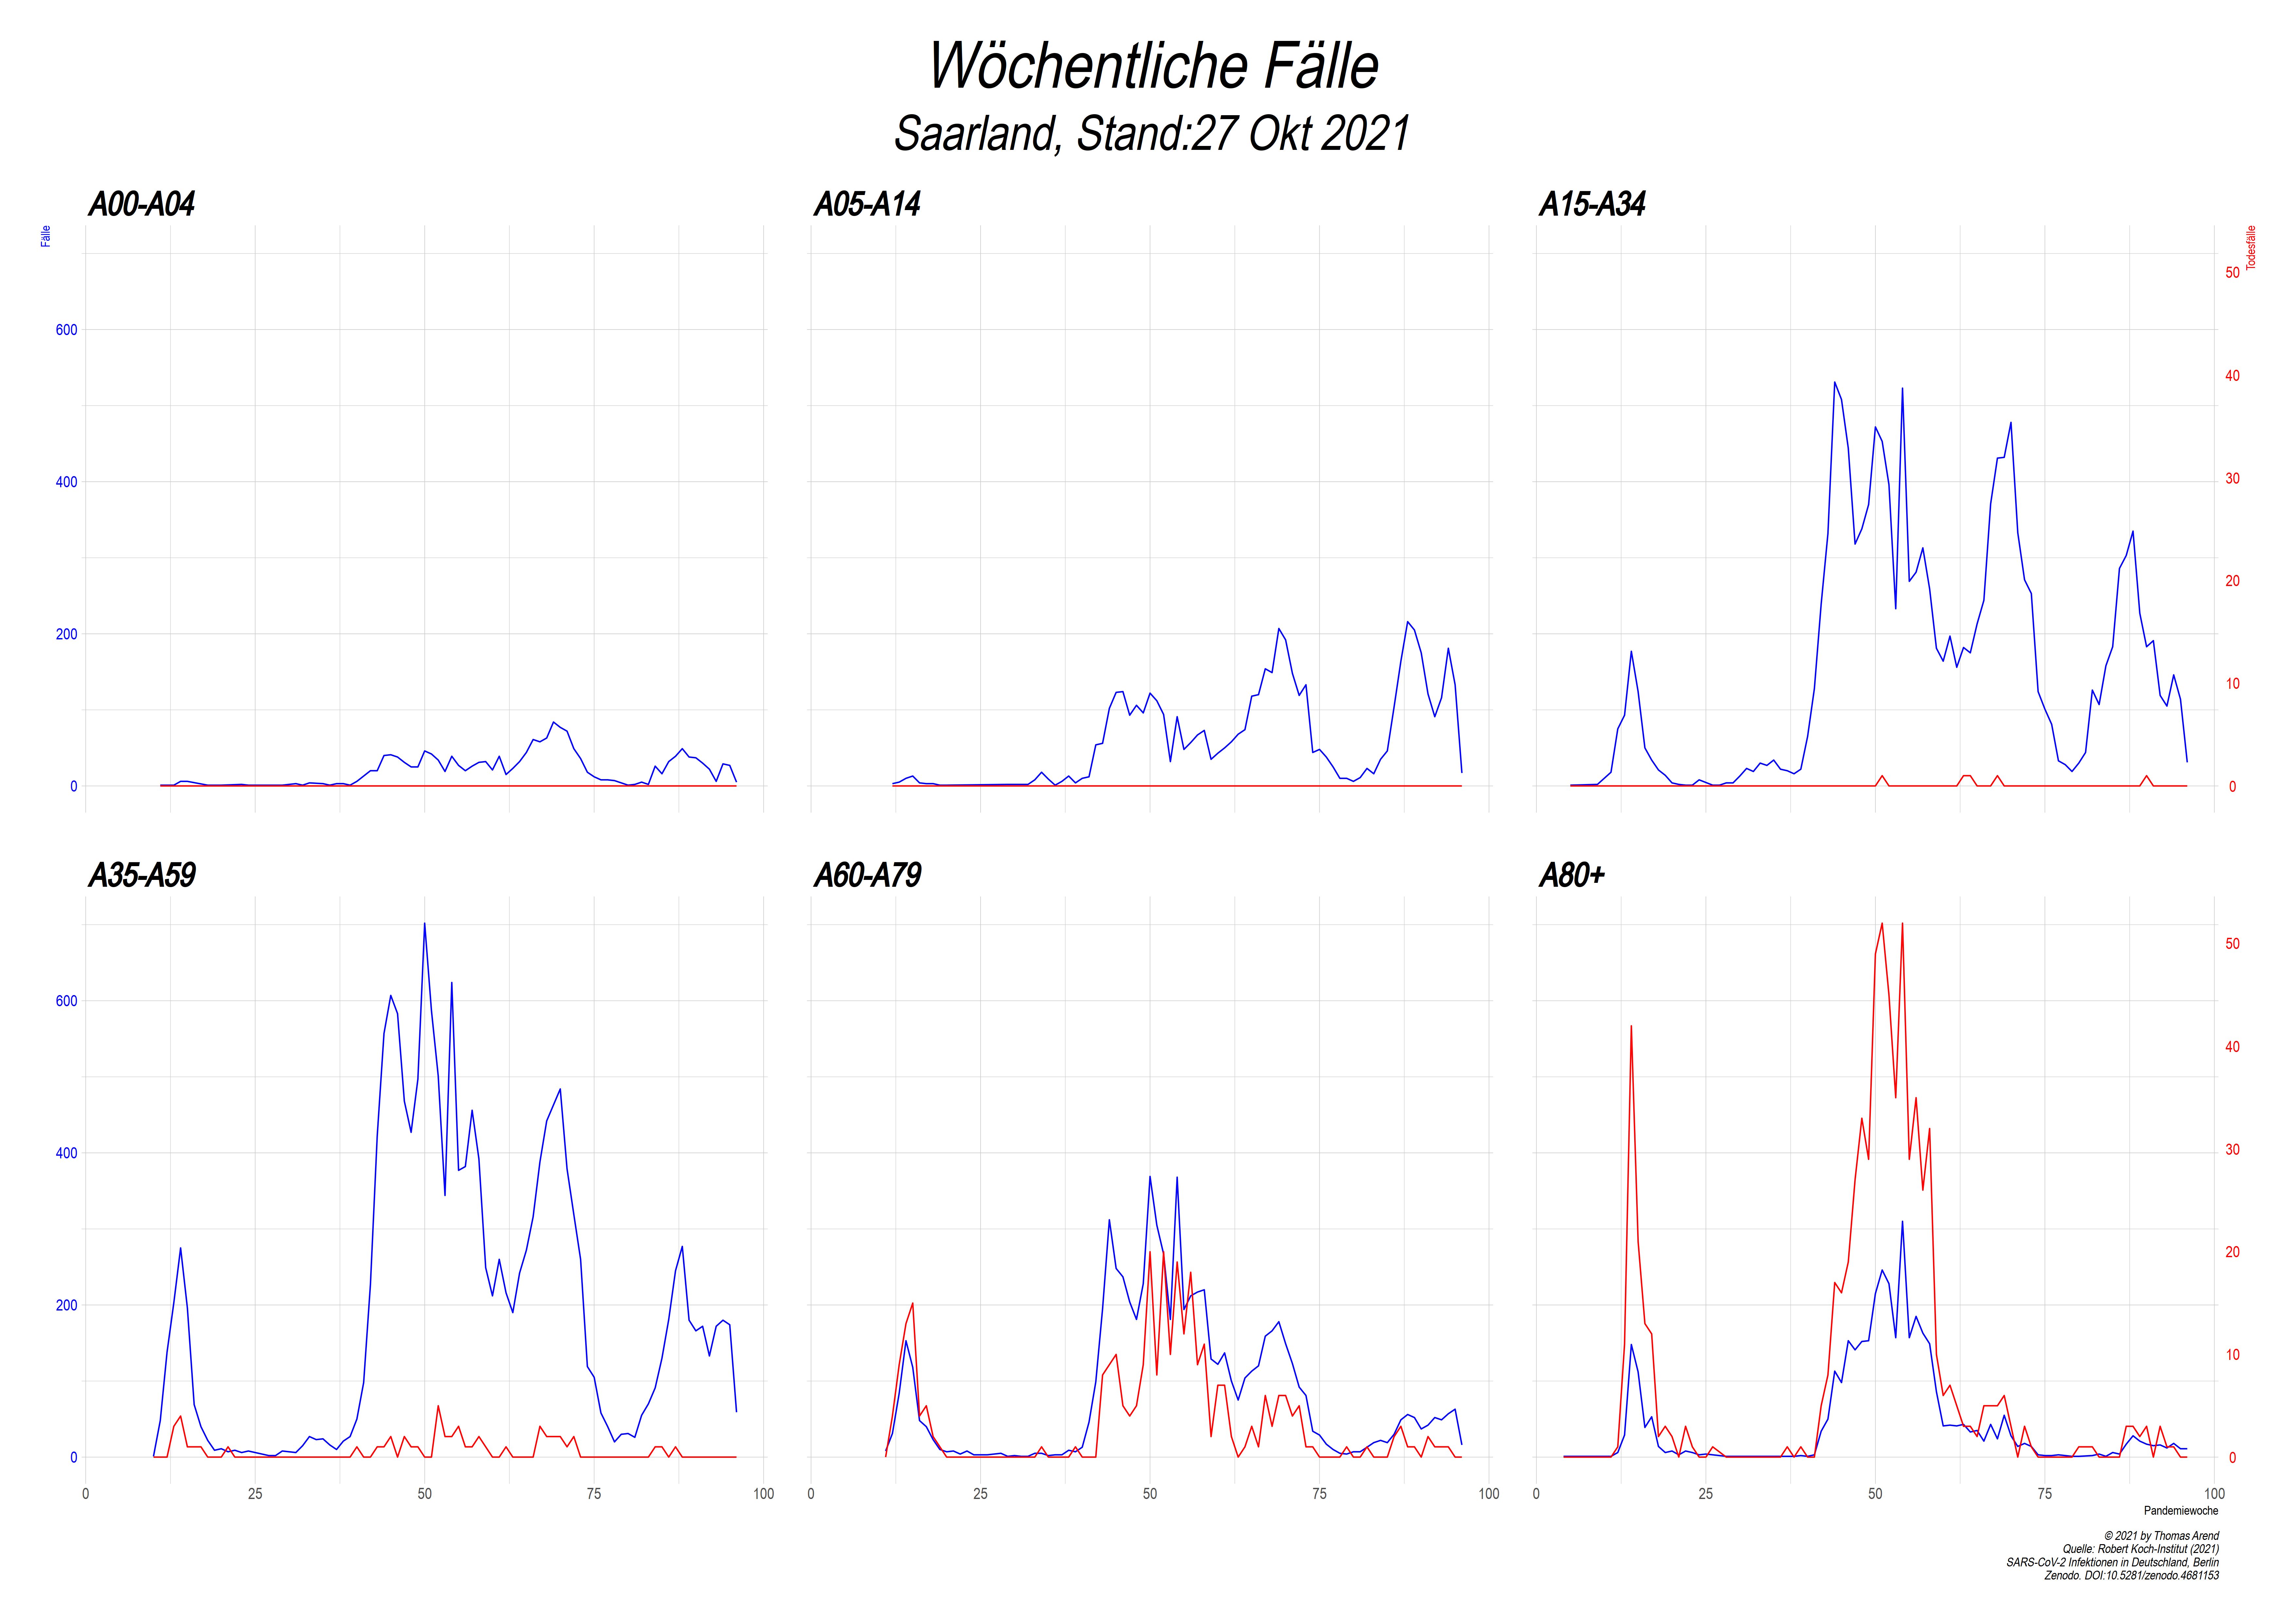 Wöchentliche Fälle
Saarland, Stand:27 Okt 2021
A00-A04
A05-A14
A15-A34
Fälle
Todesfälle
600
400
200
0
50
40
30
20
10
0
A35-A59
A60-A79
A80+
600
400
200
0
50
40
30
20
10
0
0 25 50 75 100
0 25 50 75 100
0 25 50 75 100
Pandemiewoche
© 2021 by Thomas Arend
Quelle: Robert Koch-Institut (2021)
SARS-CoV-2 Infektionen in Deutschland, Berlin
Zenodo. DOI:10.5281/zenodo.4681153